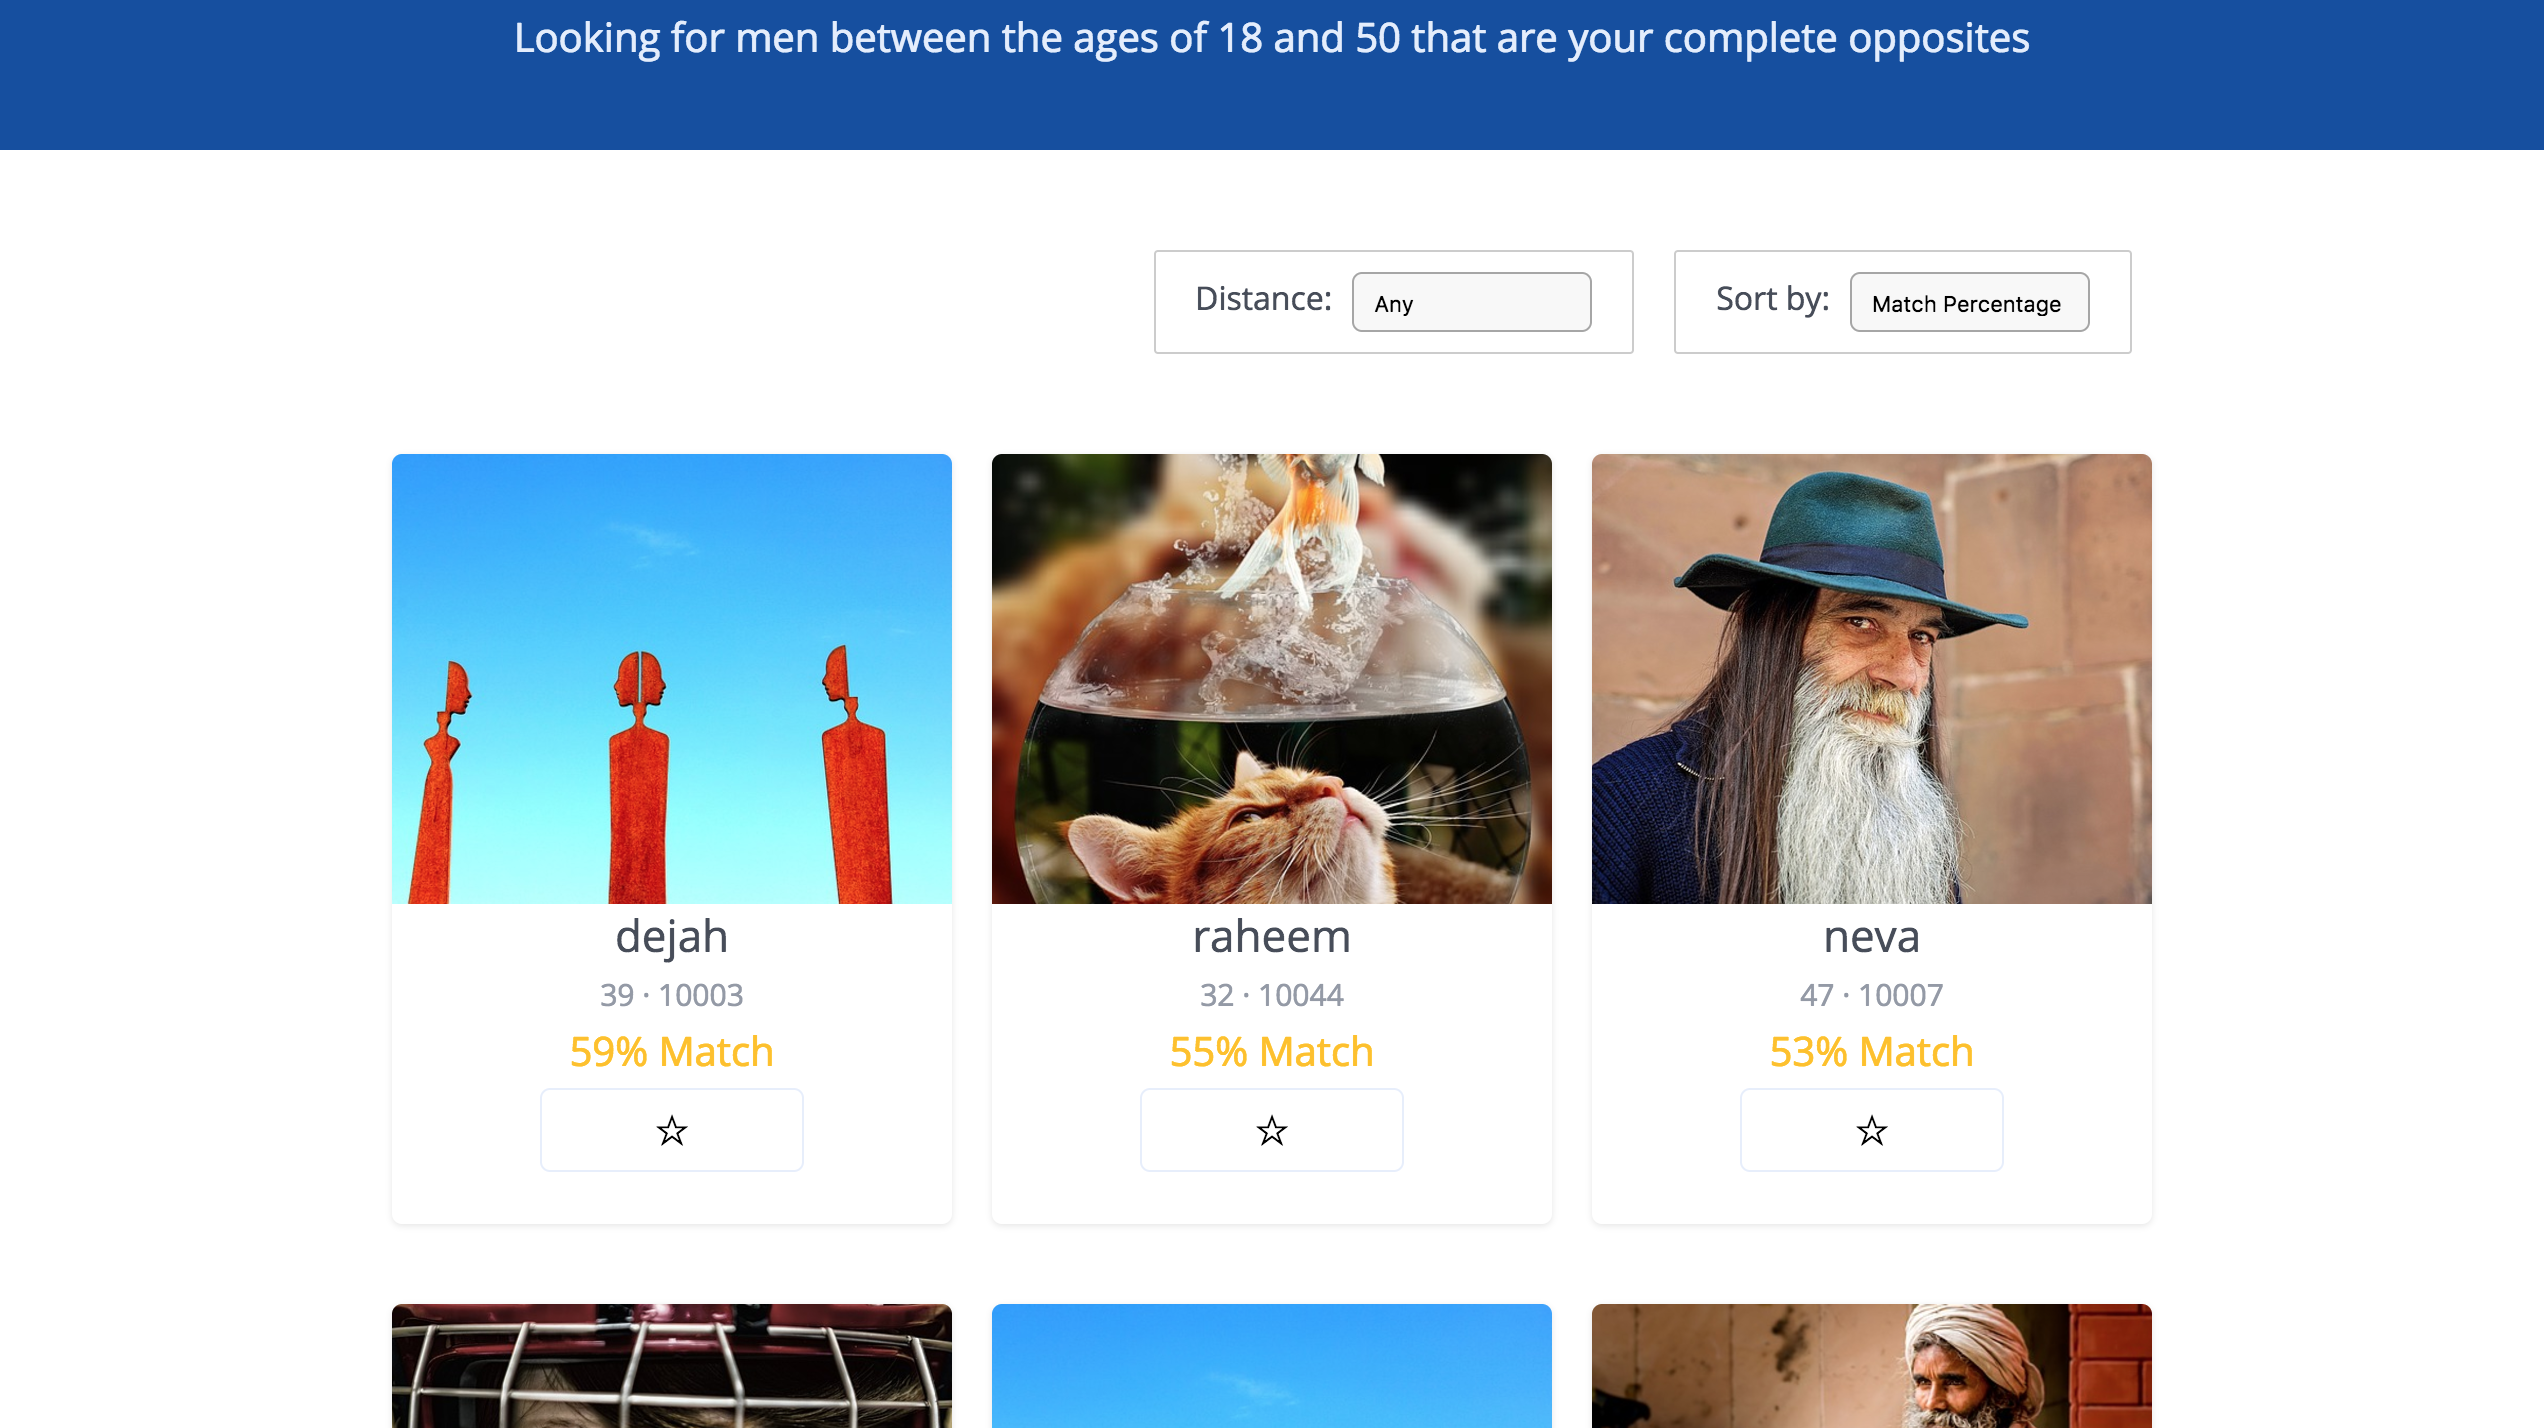 Looking for men between the ages of 18 and 50 that are your complete opposites
Distance: Any Sort by: Match Percentage
dejah
39 · 10003
59% Match
☆
raheem
32 · 10044
55% Match
☆
neva
47 · 10007
53% Match
☆